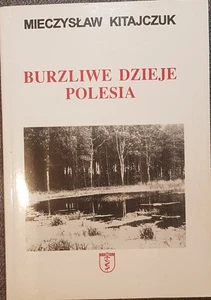 MIECZYSŁAW KITAJCZUK
BURZLIWE DZIEJE
POLESIA